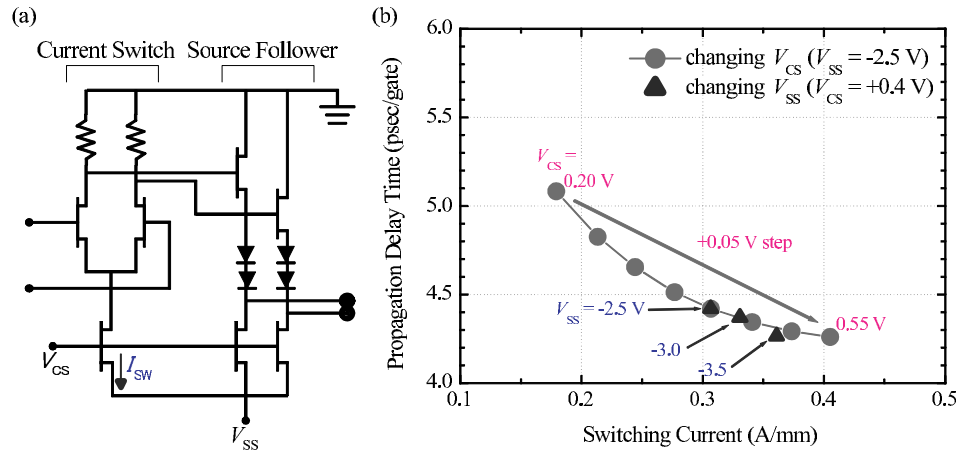 (a)
Current Switch
Source Follower
V_CS
I_SW
V_SS
(b)
Propagation Delay Time (psec/gate)
6.0
5.5
5.0
4.5
4.0
changing V_CS (V_SS = -2.5 V)
changing V_SS (V_CS = +0.4 V)
V_CS =
0.20 V
+0.05 V step
0.55 V
V_SS = -2.5 V
-3.0
-3.5
0.1
0.2
0.3
0.4
0.5
Switching Current (A/mm)